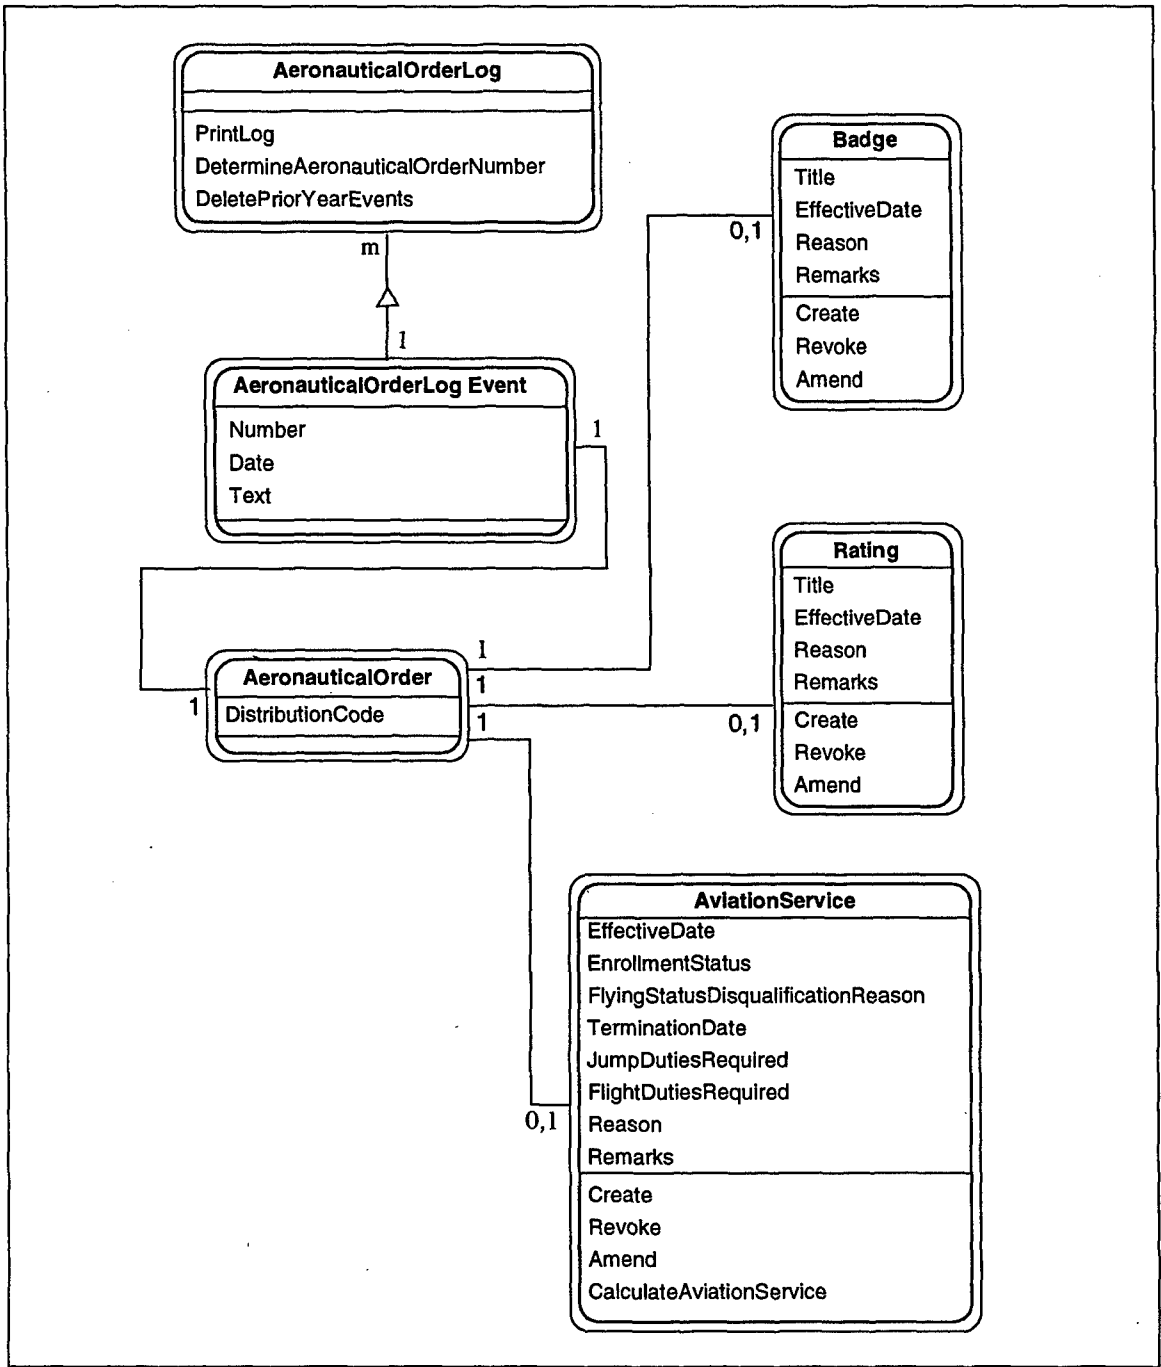 AeronauticalOrderLog
PrintLog
DetermineAeronauticalOrderNumber
DeletePriorYearEvents
m
1
AeronauticalOrderLog Event
Number
Date
Text
1
1
AeronauticalOrder
DistributionCode
1
1
1
0,1
Badge
Title
EffectiveDate
Reason
Remarks
Create
Revoke
Amend
0,1
Rating
Title
EffectiveDate
Reason
Remarks
Create
Revoke
Amend
0,1
AviationService
EffectiveDate
EnrollmentStatus
FlyingStatusDisqualificationReason
TerminationDate
JumpDutiesRequired
FlightDutiesRequired
Reason
Remarks
Create
Revoke
Amend
CalculateAviationService